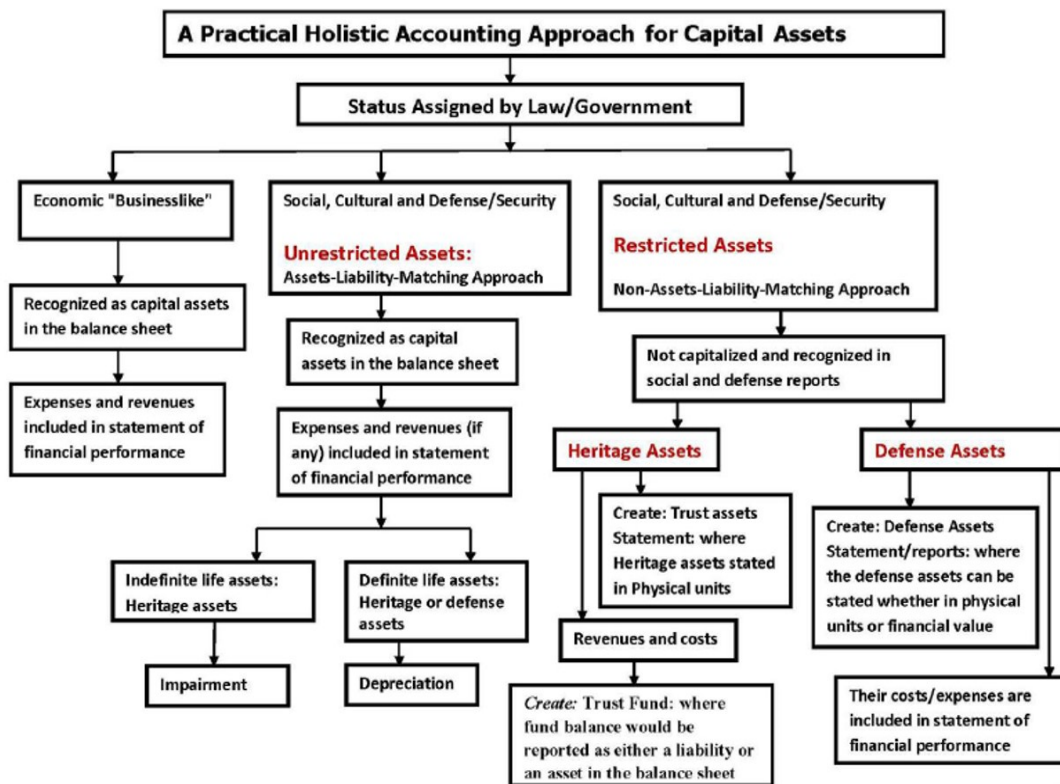 A Practical Holistic Accounting Approach for Capital Assets
Status Assigned by Law/Government
Economic "Businesslike"
Social, Cultural and Defense/Security
Unrestricted Assets:
Assets-Liability-Matching Approach
Social, Cultural and Defense/Security
Restricted Assets
Non-Assets-Liability-Matching Approach
Recognized as capital assets
in the balance sheet
Recognized as capital
assets in the balance sheet
Not capitalized and recognized in
social and defense reports
Expenses and revenues
included in statement of
financial performance
Expenses and revenues (if
any) included in statement
of financial performance
Heritage Assets
Defense Assets
Create: Trust assets
Statement: where
Heritage assets stated
in Physical units
Create: Defense Assets
Statement/reports: where
the defense assets can be
stated whether in physical
units or financial value
Indefinite life assets:
Heritage assets
Definite life assets:
Heritage or defense
assets
Revenues and costs
Impairment
Depreciation
Create: Trust Fund: where
fund balance would be
reported as either a liability or
an asset in the balance sheet
Their costs/expenses are
included in statement of
financial performance